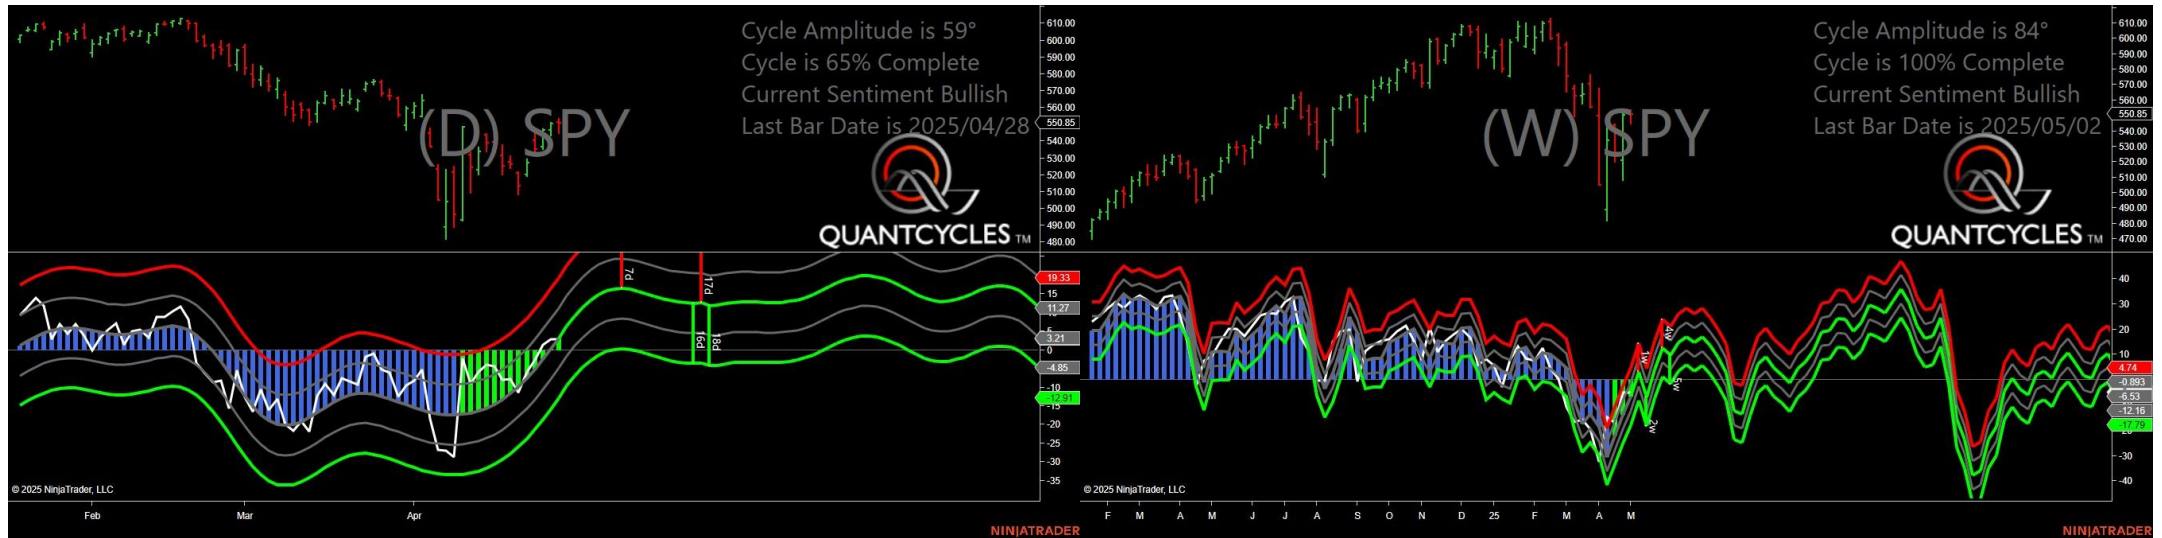 Cycle Amplitude is 59°
Cycle is 65% Complete
Current Sentiment Bullish
Last Bar Date is 2025/04/28
(D) SPY
QUANTCYCLES TM
610.00
600.00
590.00
580.00
570.00
560.00
550.85
540.00
530.00
520.00
510.00
500.00
490.00
480.00
7d
17d
16d
18d
19.33
15
11.27
3.21
0
-4.85
-10
-12.91
-20
-25
-30
-35
© 2025 NinjaTrader, LLC
Feb Mar Apr
NINJATRADER
Cycle Amplitude is 84°
Cycle is 100% Complete
Current Sentiment Bullish
Last Bar Date is 2025/05/02
(W) SPY
QUANTCYCLES TM
610.00
600.00
590.00
580.00
570.00
560.00
550.85
540.00
530.00
520.00
510.00
500.00
490.00
480.00
470.00
1w
4w
5w
2w
40
30
20
10
4.74
-0.893
-6.53
-12.16
-17.79
-30
-40
© 2025 NinjaTrader, LLC
F M A M J J A S O N D 25 F M A M
NINJATRADER